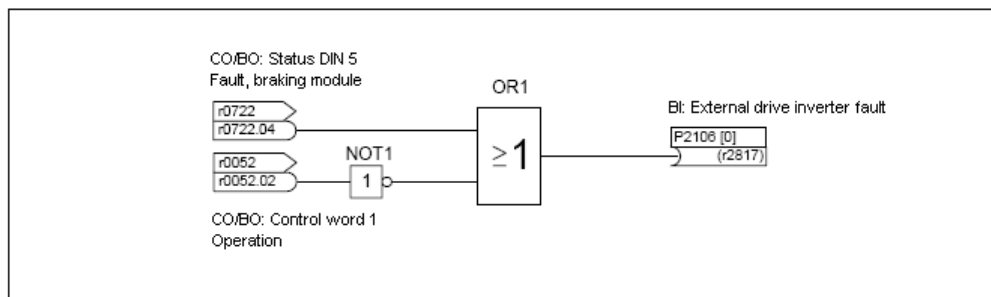 CO/BO: Status DIN 5
Fault, braking module
OR1
BI: External drive inverter fault
r0722
r0722.04
P2106 [0]
(r2817)
NOT1
≥1
r0052
r0052.02
1
CO/BO: Control word 1
Operation